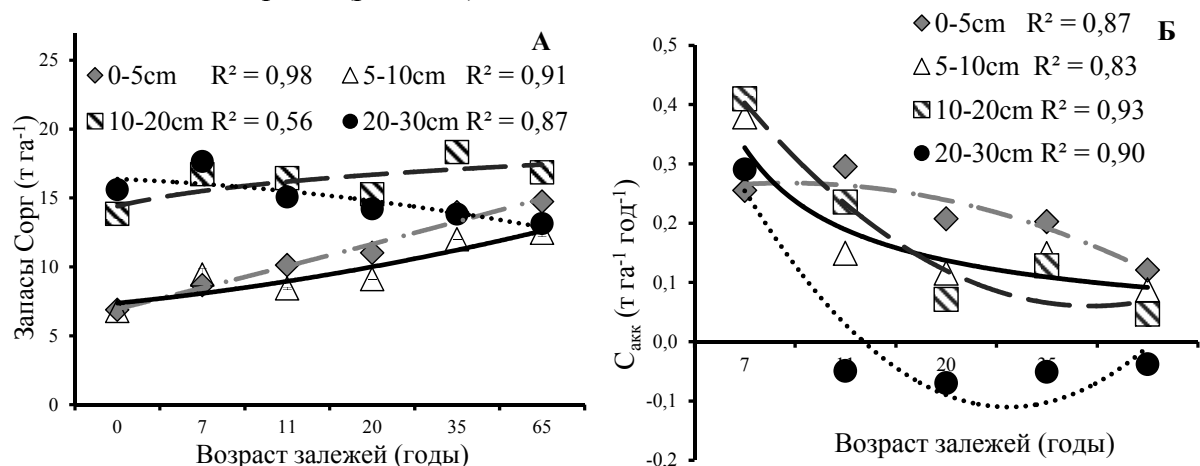 А
25
0-5cm R² = 0,98
5-10cm R² = 0,91
10-20cm R² = 0,56
20-30cm R² = 0,87
20
15
10
5
0
Запасы Сорг (т га⁻¹)
0 7 11 20 35 65
Возраст залежей (годы)
Б
0-5cm R² = 0,87
5-10cm R² = 0,83
10-20cm R² = 0,93
20-30cm R² = 0,90
0,5
0,4
0,3
0,2
0,1
0,0
-0,1
-0,2
C акк (т га⁻¹ год⁻¹)
7 20
Возраст залежей (годы)